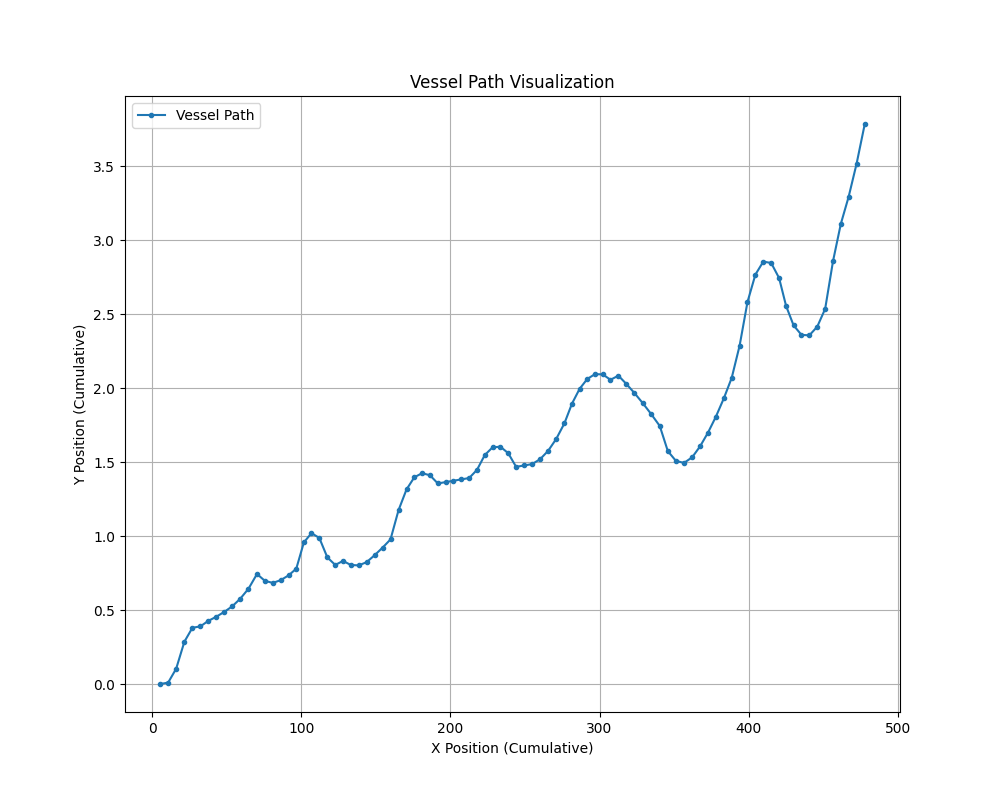 Vessel Path Visualization
Vessel Path
Y Position (Cumulative)
3.5
3.0
2.5
2.0
1.5
1.0
0.5
0.0
0 100 200 300 400 500
X Position (Cumulative)